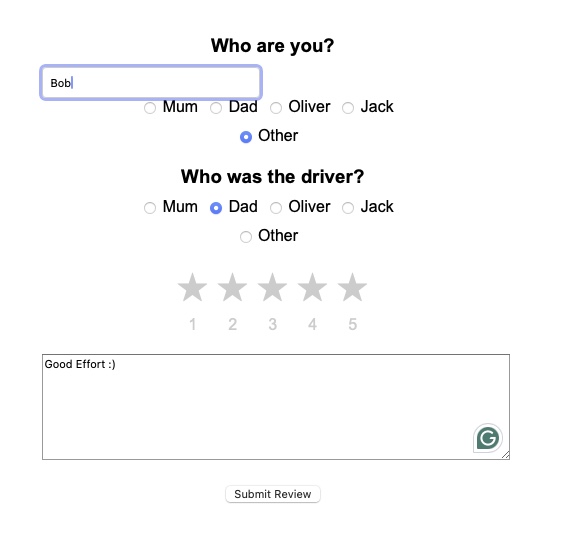 Who are you?
Bob
Mum Dad Oliver Jack
Other
Who was the driver?
Mum Dad Oliver Jack
Other
1 2 3 4 5
Good Effort :)
G
Submit Review